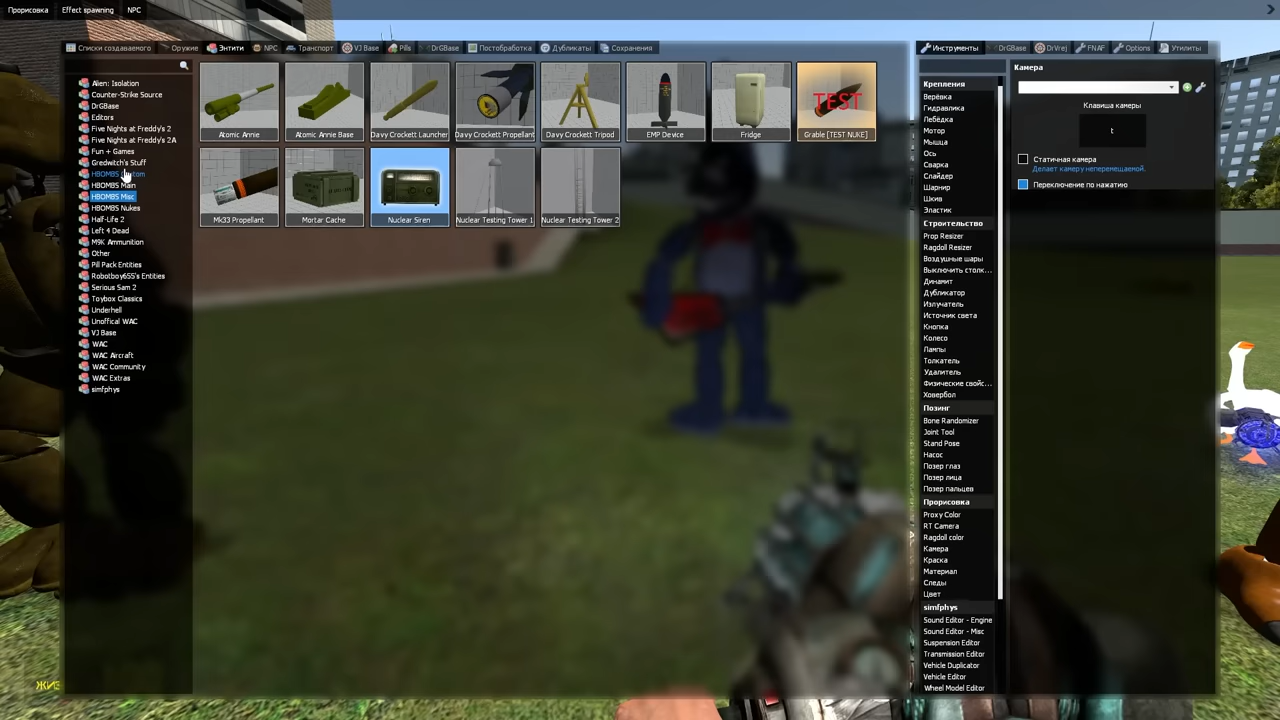 Прорисовка Effect spawning NPC
Списки создаваемого Оружие Энтити NPC Транспорт VJ Base Pills DrGBase Постобработка Дубликаты Сохранения
Alien: Isolation
Counter-Strike Source
DrGBase
Editors
Five Nights at Freddy's 2
Five Nights at Freddy's 2A
Fun + Games
Gredwitch's Stuff
HBOMBS Custom
HBOMBS Main
HBOMBS Misc
HBOMBS Nukes
Half-Life 2
Left 4 Dead
M9K Ammunition
Other
Pill Pack Entities
Robotboy655's Entities
Serious Sam 2
Toybox Classics
Underhell
Unoffical WAC
VJ Base
WAC
WAC Aircraft
WAC Community
WAC Extras
simfphys
TEST
Atomic Annie Atomic Annie Base Davy Crockett Launcher Davy Crockett Propellant Davy Crockett Tripod EMP Device Fridge Grable [TEST NUKE]
Mk33 Propellant Mortar Cache Nuclear Siren Nuclear Testing Tower 1 Nuclear Testing Tower 2
Инструменты DrGBase DrVrej FNAF Options Утилиты
Крепления
Верёвка
Гидравлика
Лебёдка
Мотор
Мышца
Ось
Сварка
Слайдер
Шарнир
Шкив
Эластик
Строительство
Prop Resizer
Ragdoll Resizer
Воздушные шары
Выключить столк...
Динамит
Дубликатор
Излучатель
Источник света
Кнопка
Колесо
Лампы
Толкатель
Удалитель
Физические свойс...
Ховербол
Позинг
Bone Randomizer
Joint Tool
Stand Pose
Насос
Позер глаз
Позер лица
Позер пальцев
Прорисовка
Proxy Color
RT Camera
Ragdoll color
Камера
Краска
Материал
Следы
Цвет
simfphys
Sound Editor - Engine
Sound Editor - Misc
Suspension Editor
Transmission Editor
Vehicle Duplicator
Vehicle Editor
Wheel Model Editor
Камера
Клавиша камеры
t
Статичная камера
Делает камеру неперемещаемой.
Переключение по нажатию